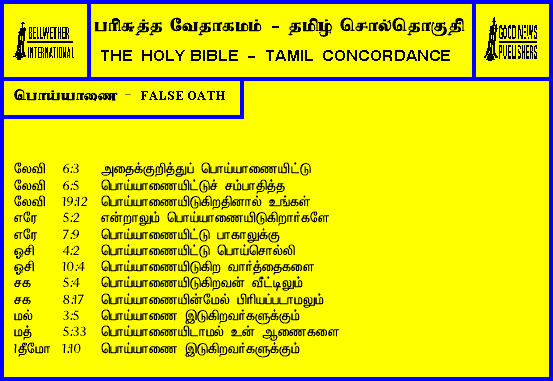 BELLWETHER
INTERNATIONAL
பரிசுத்த வேதாகமம் - தமிழ் சொல்தொகுதி
THE HOLY BIBLE - TAMIL CONCORDANCE
GOOD NEWS
PUBLISHERS
பொய்யாணை - FALSE OATH
லேவி 6:3 அதைக்குறித்துப் பொய்யாணையிட்டு
லேவி 6:5 பொய்யாணையிட்டுச் சம்பாதித்த
லேவி 19:12 பொய்யாணையிடுகிறதினால் உங்கள்
எரே 5:2 என்றாலும் பொய்யாணையிடுகிறார்களே
எரே 7:9 பொய்யாணையிட்டு பாகாலுக்கு
ஓசி 4:2 பொய்யாணையிட்டு பொய்சொல்லி
ஓசி 10:4 பொய்யாணையிடுகிற வார்த்தைகளை
சக 5:4 பொய்யாணையிடுகிறவன் வீட்டிலும்
சக 8:17 பொய்யாணையின்மேல் பிரியப்படாமலும்
மல் 3:5 பொய்யாணை இடுகிறவர்களுக்கும்
மத் 5:33 பொய்யாணையிடாமல் உன் ஆணைகளை
1தீமோ 1:10 பொய்யாணை இடுகிறவர்களுக்கும்